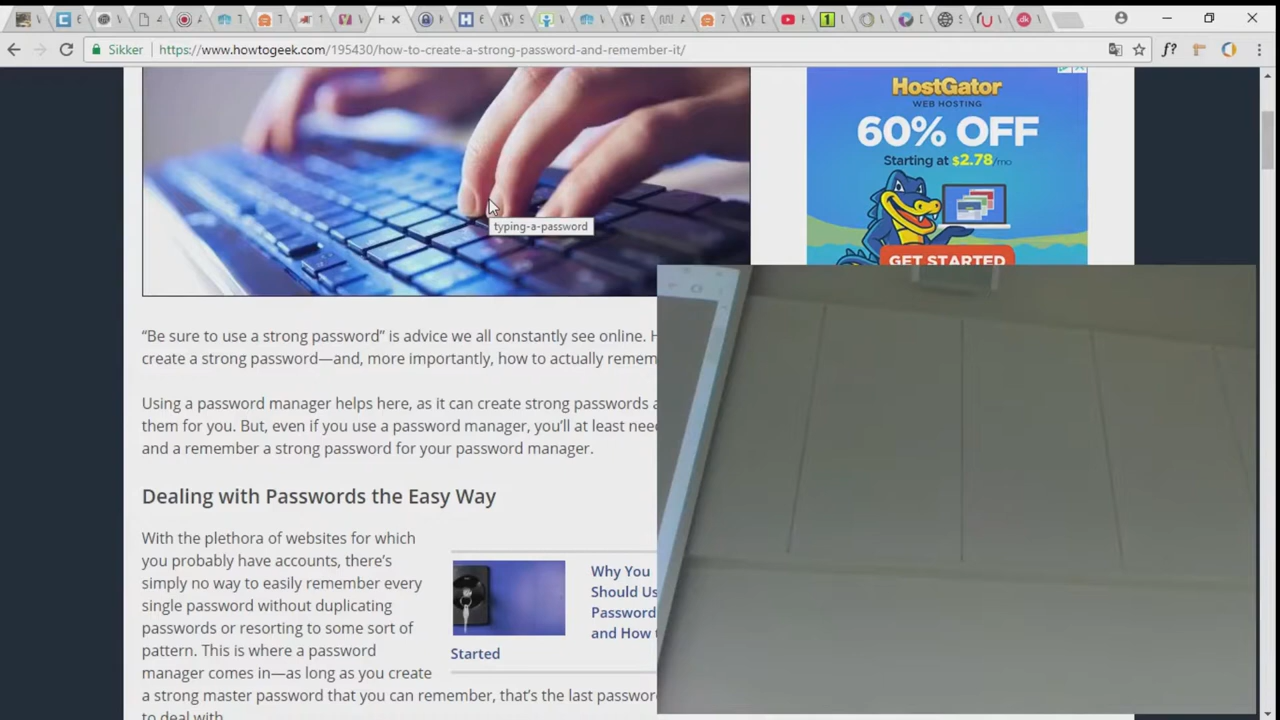 Sikker
https://www.howtogeek.com/195430/how-to-create-a-strong-password-and-remember-it/
HostGator
WEB HOSTING
60% OFF
Starting at $2.78/mo
GET STARTED
typing-a-password
“Be sure to use a strong password” is advice we all constantly see online. H
create a strong password—and, more importantly, how to actually remem
Using a password manager helps here, as it can create strong passwords a
them for you. But, even if you use a password manager, you’ll at least need
and a remember a strong password for your password manager.
Dealing with Passwords the Easy Way
With the plethora of websites for which
you probably have accounts, there’s
simply no way to easily remember every
single password without duplicating
passwords or resorting to some sort of
pattern. This is where a password
manager comes in—as long as you create
a strong master password that you can remember, that’s the last passwor
to deal with.
Why You
Should Us
Password
and How t
Started